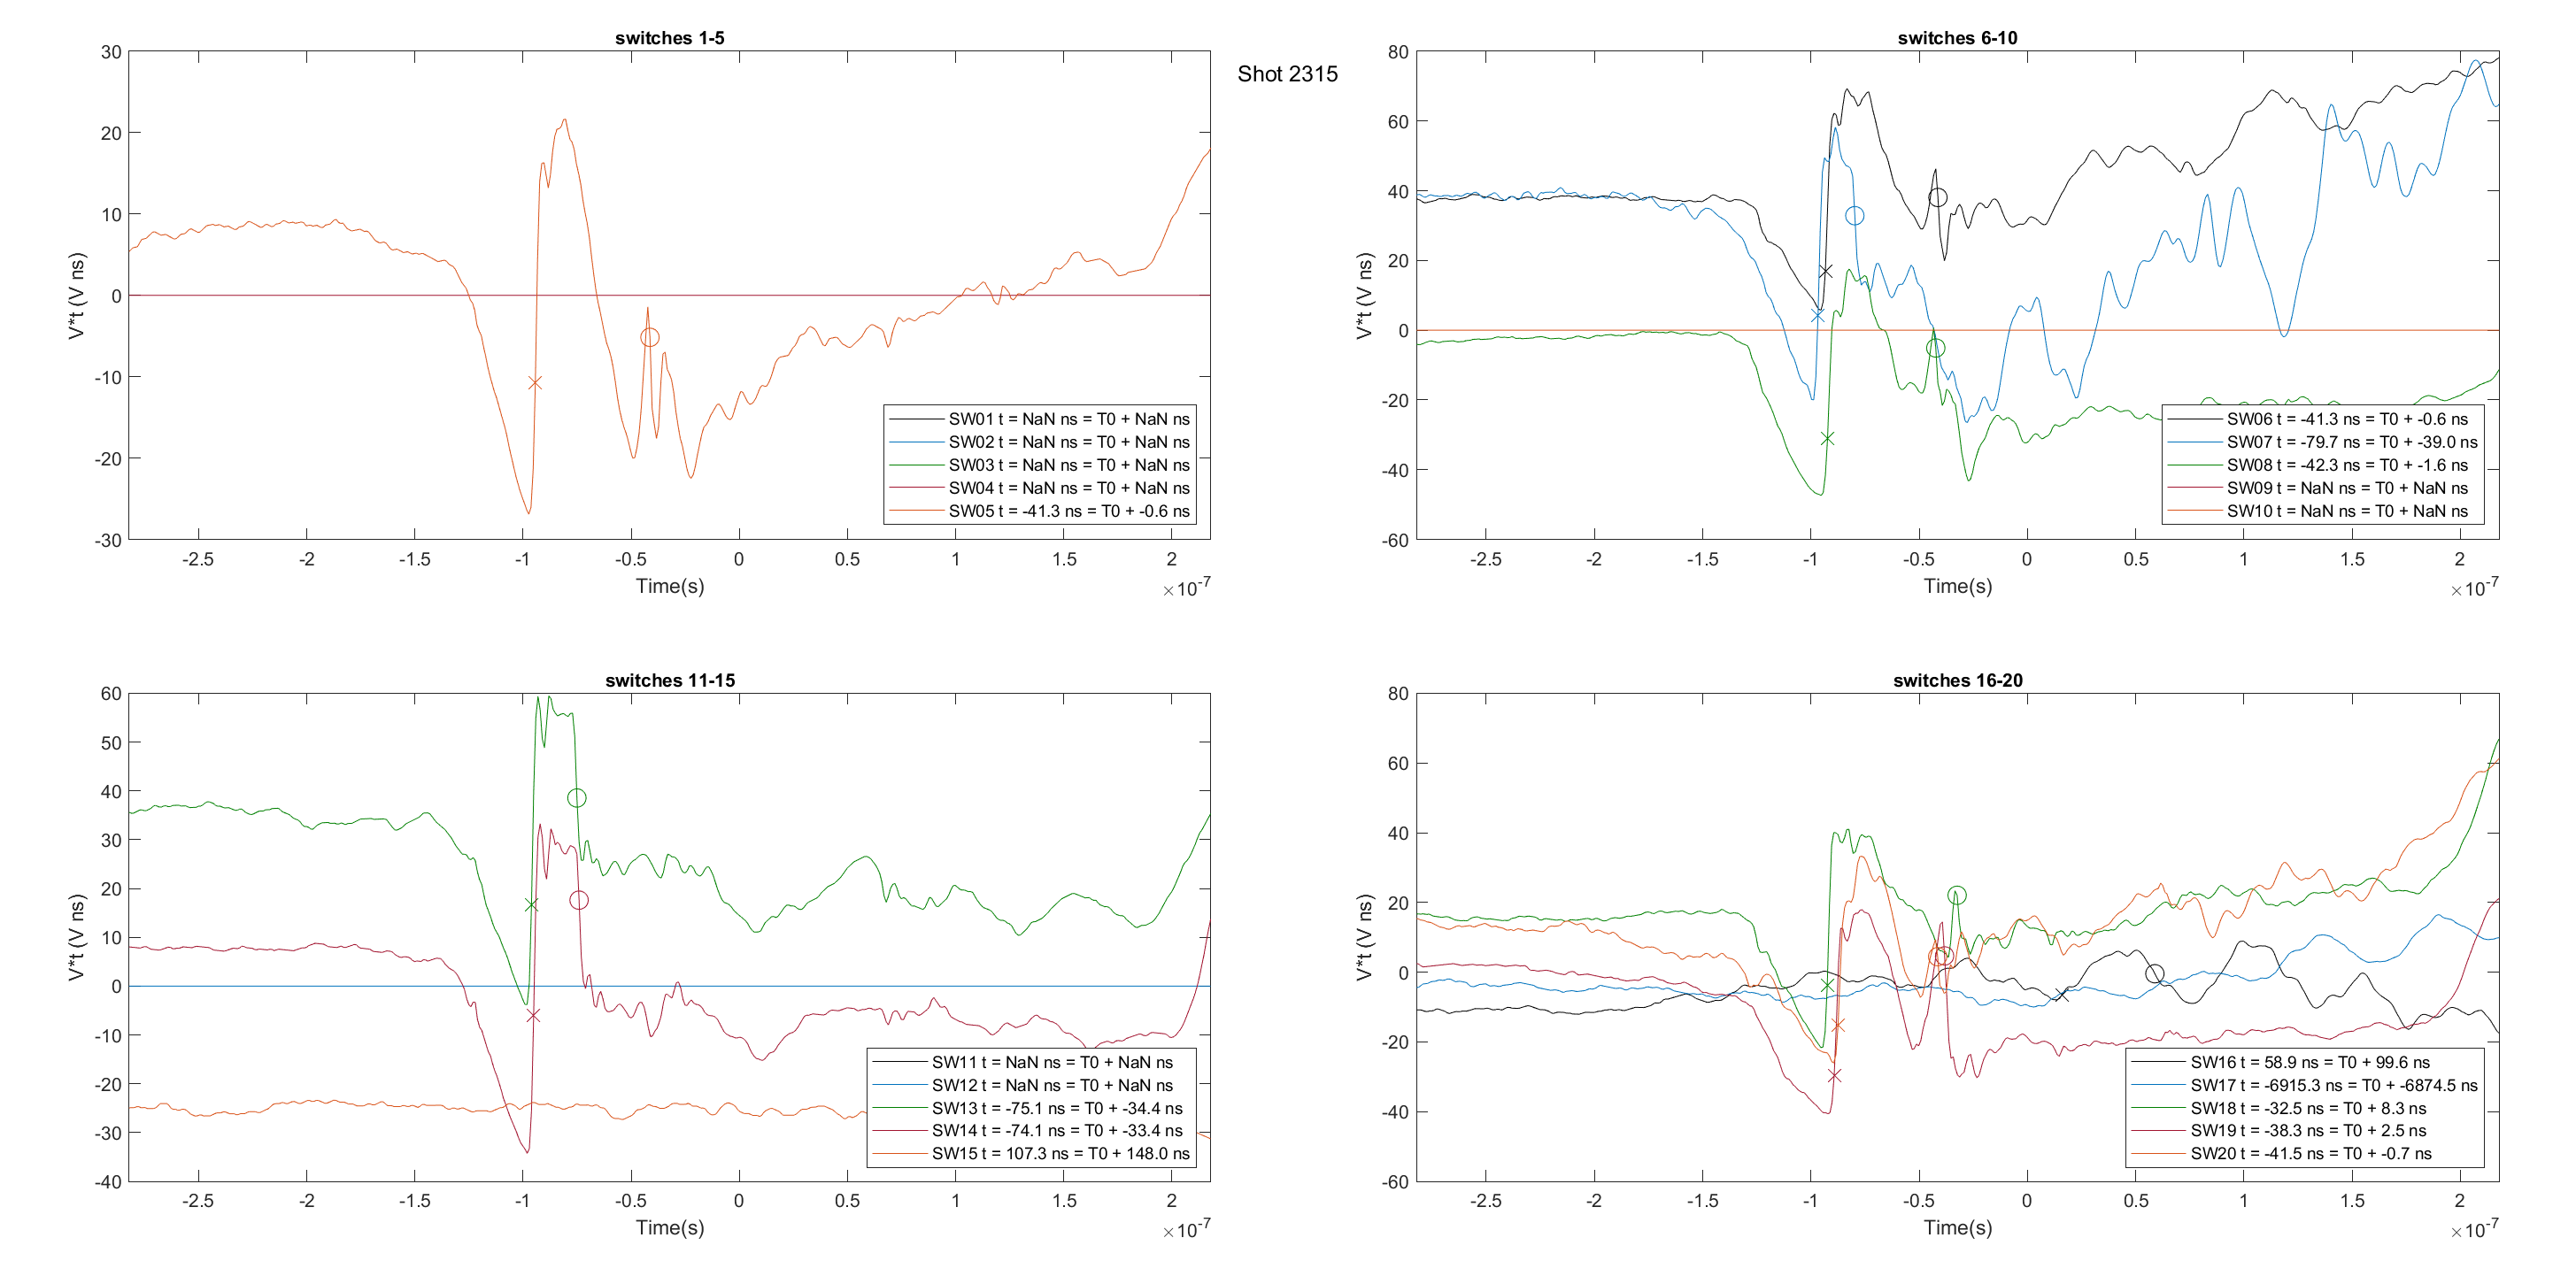 Shot 2315
switches 1-5
30
20
10
0
-10
-20
-30
V*t (V ns)
-2.5 -2 -1.5 -1 -0.5 0 0.5 1 1.5 2
Time(s)
×10-7
SW01 t = NaN ns = T0 + NaN ns
SW02 t = NaN ns = T0 + NaN ns
SW03 t = NaN ns = T0 + NaN ns
SW04 t = NaN ns = T0 + NaN ns
SW05 t = -41.3 ns = T0 + -0.6 ns
switches 6-10
80
60
40
20
0
-20
-40
-60
V*t (V ns)
-2.5 -2 -1.5 -1 -0.5 0 0.5 1 1.5 2
Time(s)
×10-7
SW06 t = -41.3 ns = T0 + -0.6 ns
SW07 t = -79.7 ns = T0 + -39.0 ns
SW08 t = -42.3 ns = T0 + -1.6 ns
SW09 t = NaN ns = T0 + NaN ns
SW10 t = NaN ns = T0 + NaN ns
switches 11-15
60
50
40
30
20
10
0
-10
-20
-30
-40
V*t (V ns)
-2.5 -2 -1.5 -1 -0.5 0 0.5 1 1.5 2
Time(s)
×10-7
SW11 t = NaN ns = T0 + NaN ns
SW12 t = NaN ns = T0 + NaN ns
SW13 t = -75.1 ns = T0 + -34.4 ns
SW14 t = -74.1 ns = T0 + -33.4 ns
SW15 t = 107.3 ns = T0 + 148.0 ns
switches 16-20
80
60
40
20
0
-20
-40
-60
V*t (V ns)
-2.5 -2 -1.5 -1 -0.5 0 0.5 1 1.5 2
Time(s)
×10-7
SW16 t = 58.9 ns = T0 + 99.6 ns
SW17 t = -6915.3 ns = T0 + -6874.5 ns
SW18 t = -32.5 ns = T0 + 8.3 ns
SW19 t = -38.3 ns = T0 + 2.5 ns
SW20 t = -41.5 ns = T0 + -0.7 ns